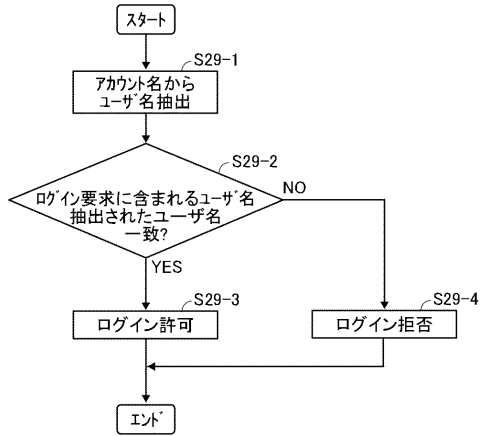 スタート
S29-1
アカウント名から
ユーザ名抽出
S29-2
ログイン要求に含まれるユーザ名
抽出されたユーザ名
一致?
NO
YES
S29-3
ログイン許可
S29-4
ログイン拒否
エンド